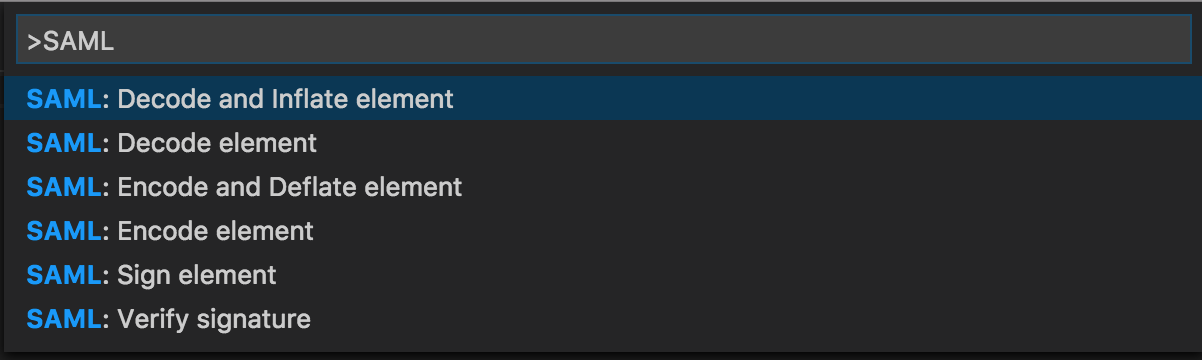 >SAML
SAML: Decode and Inflate element
SAML: Decode element
SAML: Encode and Deflate element
SAML: Encode element
SAML: Sign element
SAML: Verify signature